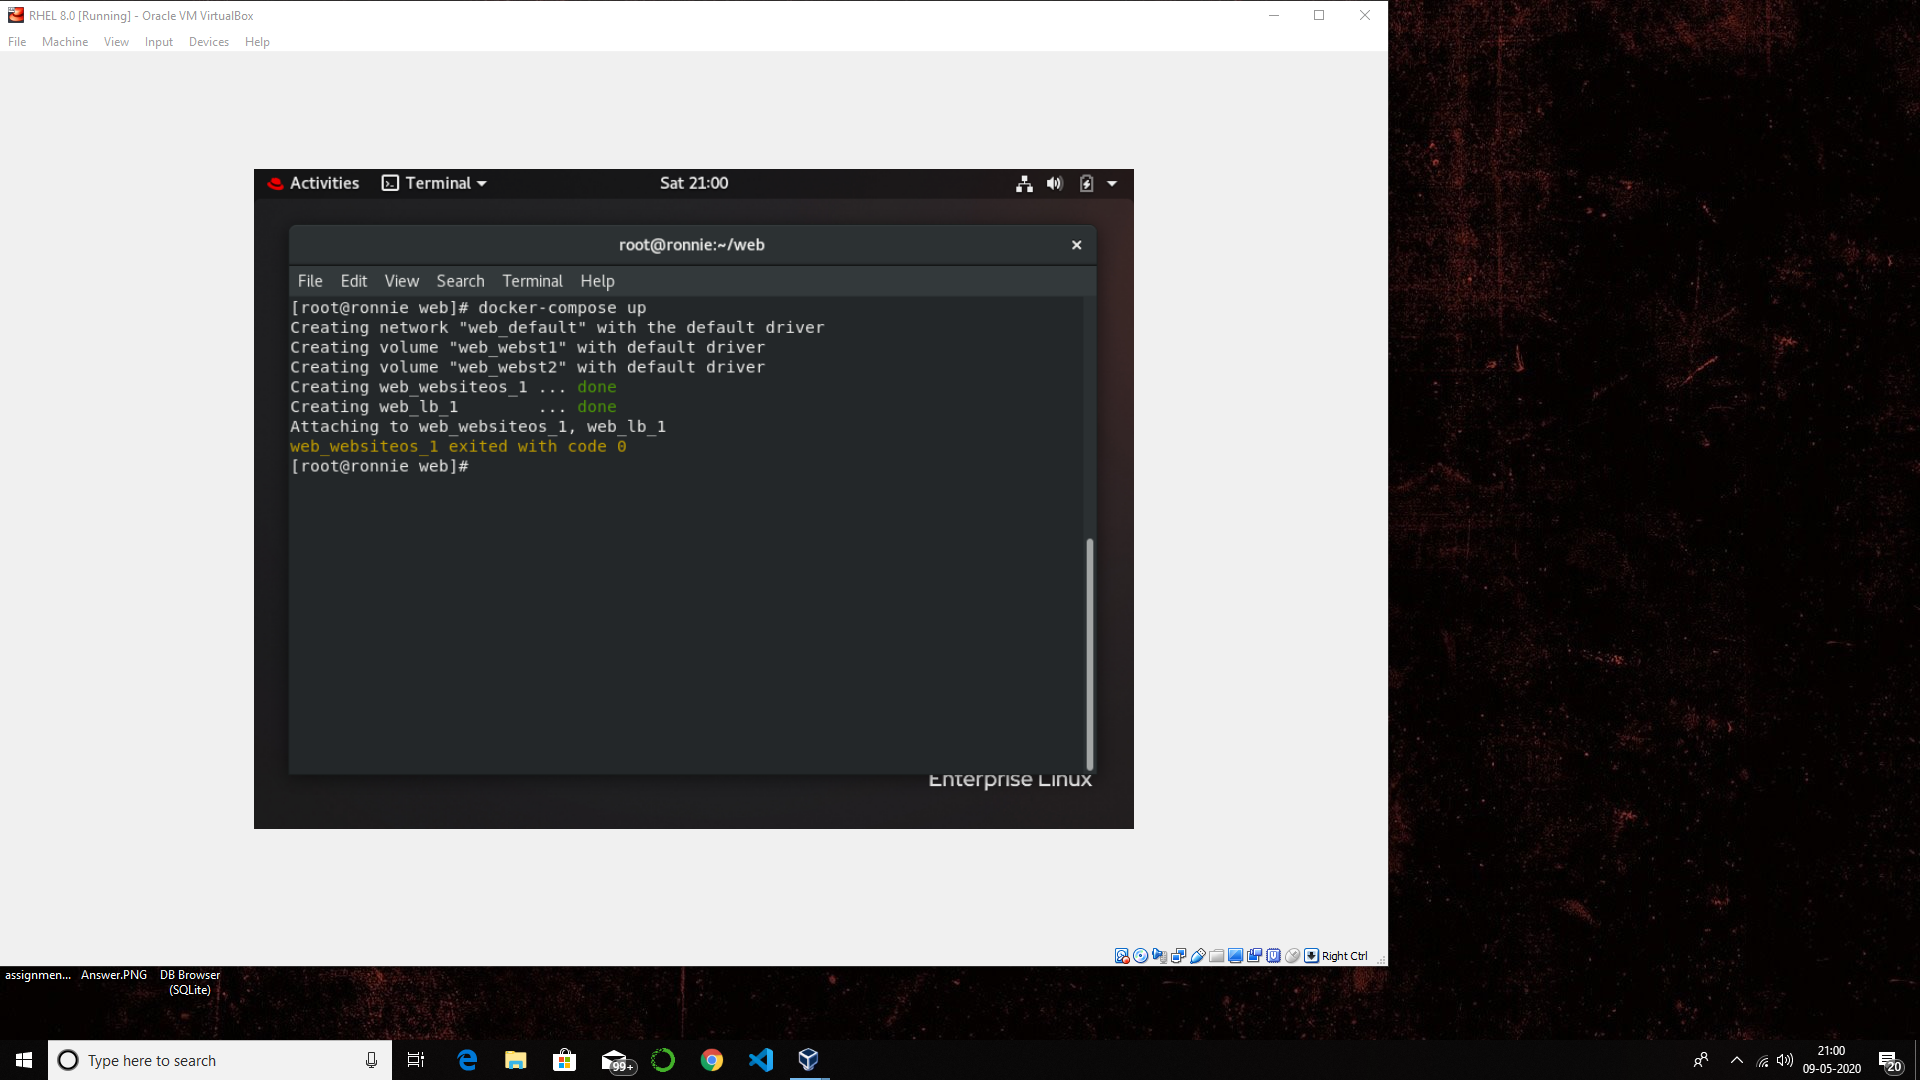 RHEL 8.0 [Running] - Oracle VM VirtualBox
File Machine View Input Devices Help
Activities Terminal Sat 21:00
root@ronnie:~/web
File Edit View Search Terminal Help
[root@ronnie web]# docker-compose up
Creating network "web_default" with the default driver
Creating volume "web_webst1" with default driver
Creating volume "web_webst2" with default driver
Creating web_websiteos_1 ... done
Creating web_lb_1 ... done
Attaching to web_websiteos_1, web_lb_1
web_websiteos_1 exited with code 0
[root@ronnie web]#
Enterprise Linux
Right Ctrl
assignmen... Answer.PNG DB Browser
(SQLite)
Type here to search
99+
21:00
09-05-2020
20